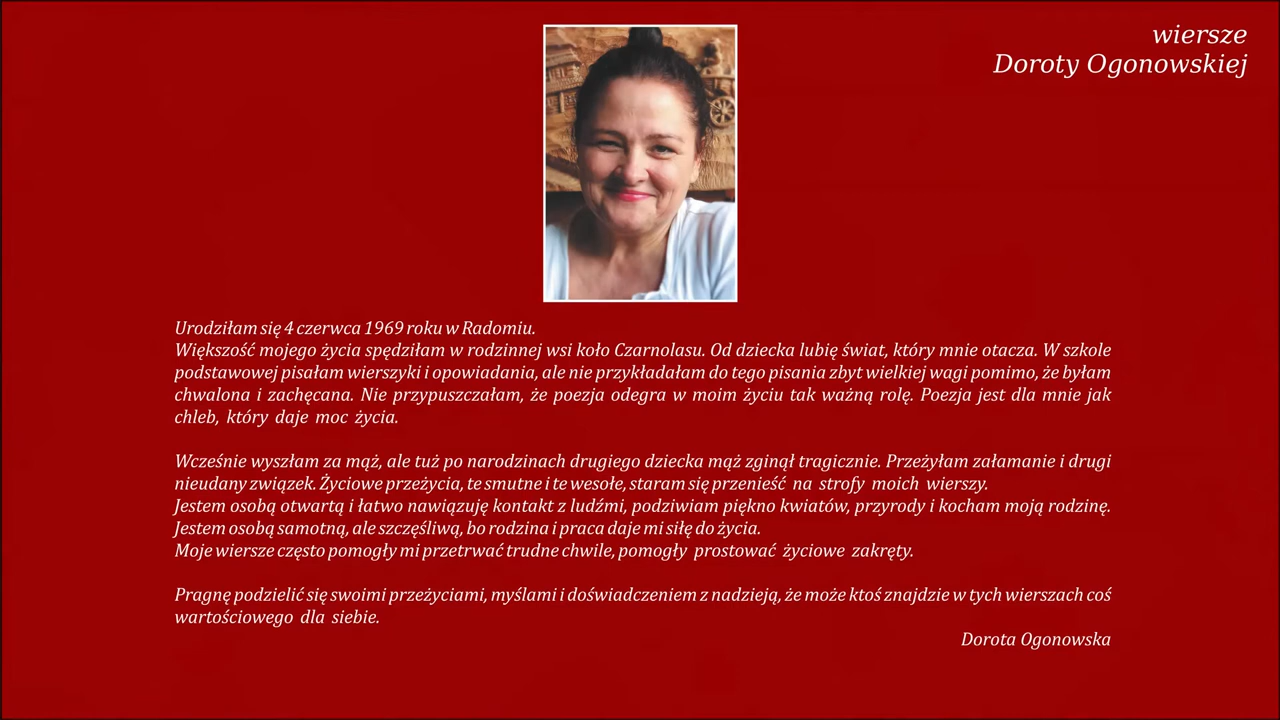 wiersze
Doroty Ogonowskiej
Urodziłam się 4 czerwca 1969 roku w Radomiu.
Większość mojego życia spędziłam w rodzinnej wsi koło Czarnolasu. Od dziecka lubię świat, który mnie otacza. W szkole
podstawowej pisałam wierszyki i opowiadania, ale nie przykładałam do tego pisania zbyt wielkiej wagi pomimo, że byłam
chwalona i zachęcana. Nie przypuszczałam, że poezja odegra w moim życiu tak ważną rolę. Poezja jest dla mnie jak
chleb, który daje moc życia.
Wcześnie wyszłam za mąż, ale tuż po narodzinach drugiego dziecka mąż zginął tragicznie. Przeżyłam załamanie i drugi
nieudany związek. Życiowe przeżycia, te smutne i te wesołe, staram się przenieść na strofy moich wierszy.
Jestem osobą otwartą i łatwo nawiązuję kontakt z ludźmi, podziwiam piękno kwiatów, przyrody i kocham moją rodzinę.
Jestem osobą samotną, ale szczęśliwą, bo rodzina i praca daje mi siłę do życia.
Moje wiersze często pomogły mi przetrwać trudne chwile, pomogły prostować życiowe zakręty.
Pragnę podzielić się swoimi przeżyciami, myślami i doświadczeniem z nadzieją, że może ktoś znajdzie w tych wierszach coś
wartościowego dla siebie.
Dorota Ogonowska